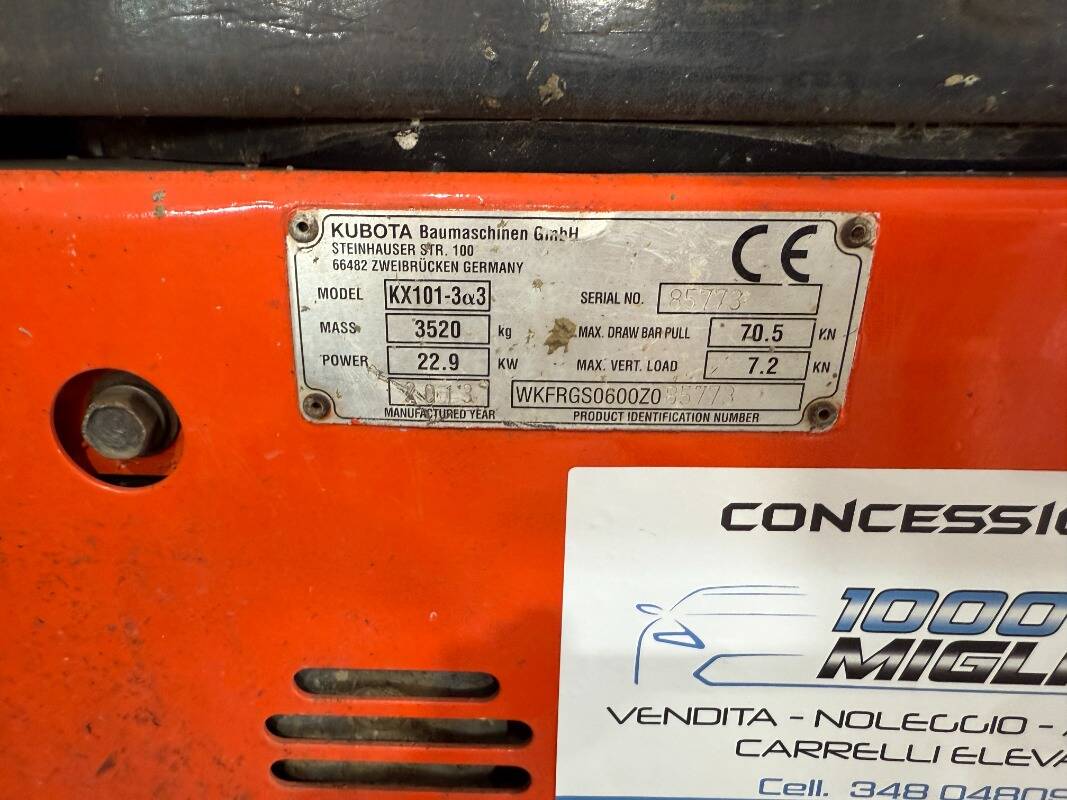 KUBOTA Baumaschinen GmbH
STEINHAUSER STR. 100
66482 ZWEIBRÜCKEN GERMANY
CE
MODEL KX101-3α3 SERIAL NO. 85773
MASS 3520 kg MAX. DRAW BAR PULL 70.5 KN
POWER 22.9 KW MAX. VERT. LOAD 7.2 KN
2013 WKFRGS0600Z085773
MANUFACTURED YEAR PRODUCT IDENTIFICATION NUMBER
CONCESSIO
1000
MIGLI
VENDITA - NOLEGGIO -
CARRELLI ELEVA
Cell. 348 04809